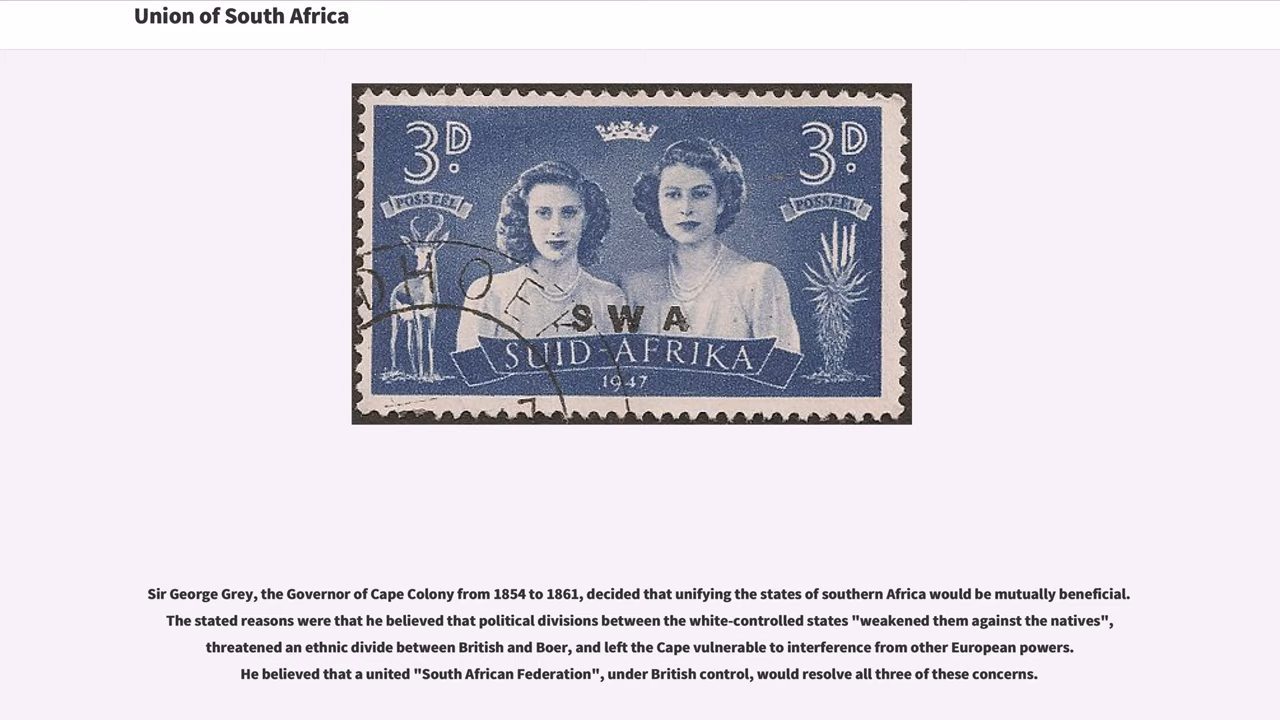 Union of South Africa
3D. 3D.
POSSEËL POSSEËL
DHOE
SWA
SUID-AFRIKA
1947
7
Sir George Grey, the Governor of Cape Colony from 1854 to 1861, decided that unifying the states of southern Africa would be mutually beneficial.
The stated reasons were that he believed that political divisions between the white-controlled states "weakened them against the natives",
threatened an ethnic divide between British and Boer, and left the Cape vulnerable to interference from other European powers.
He believed that a united "South African Federation", under British control, would resolve all three of these concerns.